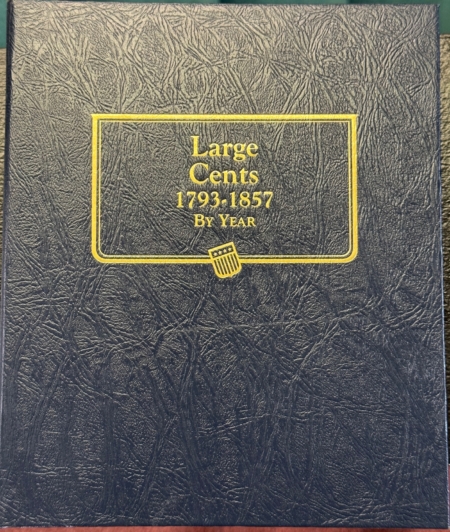 Large
Cents
1793-1857
BY YEAR